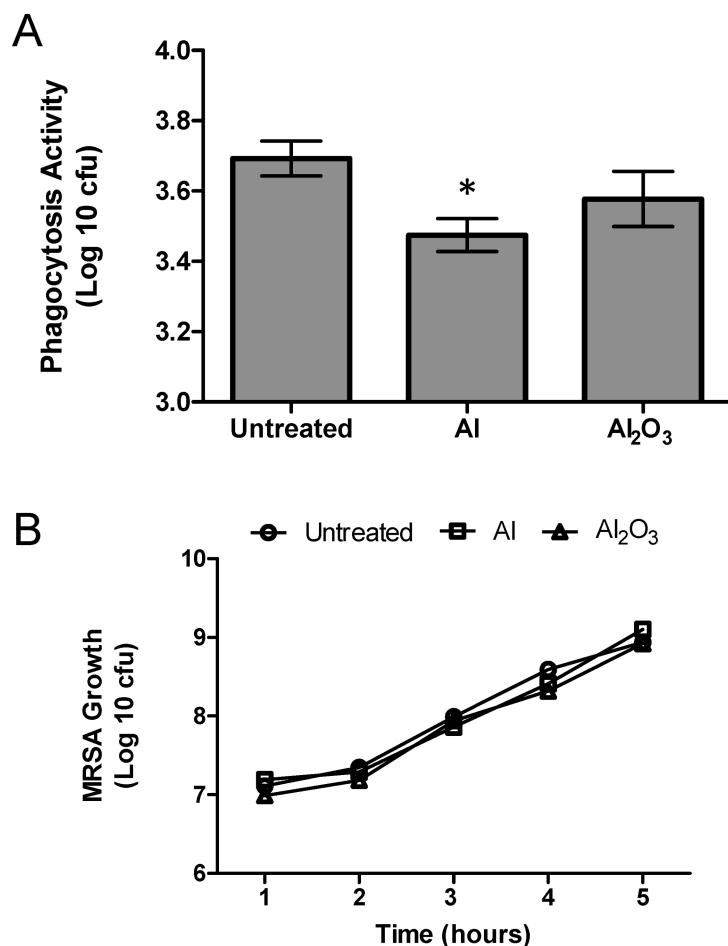 A
Phagocytosis Activity
(Log 10 cfu)
4.0
3.8
3.6
3.4
3.2
3.0
*
Untreated Al Al₂O₃
B
Untreated Al Al₂O₃
MRSA Growth
(Log 10 cfu)
10
9
8
7
6
1 2 3 4 5
Time (hours)